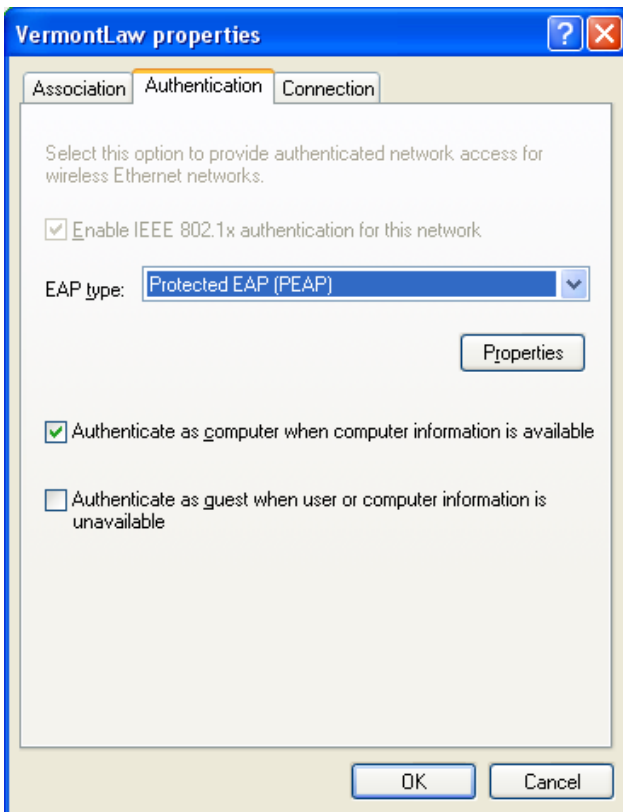 VermontLaw properties
Association Authentication Connection
Select this option to provide authenticated network access for
wireless Ethernet networks.
Enable IEEE 802.1x authentication for this network
EAP type: Protected EAP (PEAP)
Properties
Authenticate as computer when computer information is available
Authenticate as guest when user or computer information is
unavailable
OK Cancel